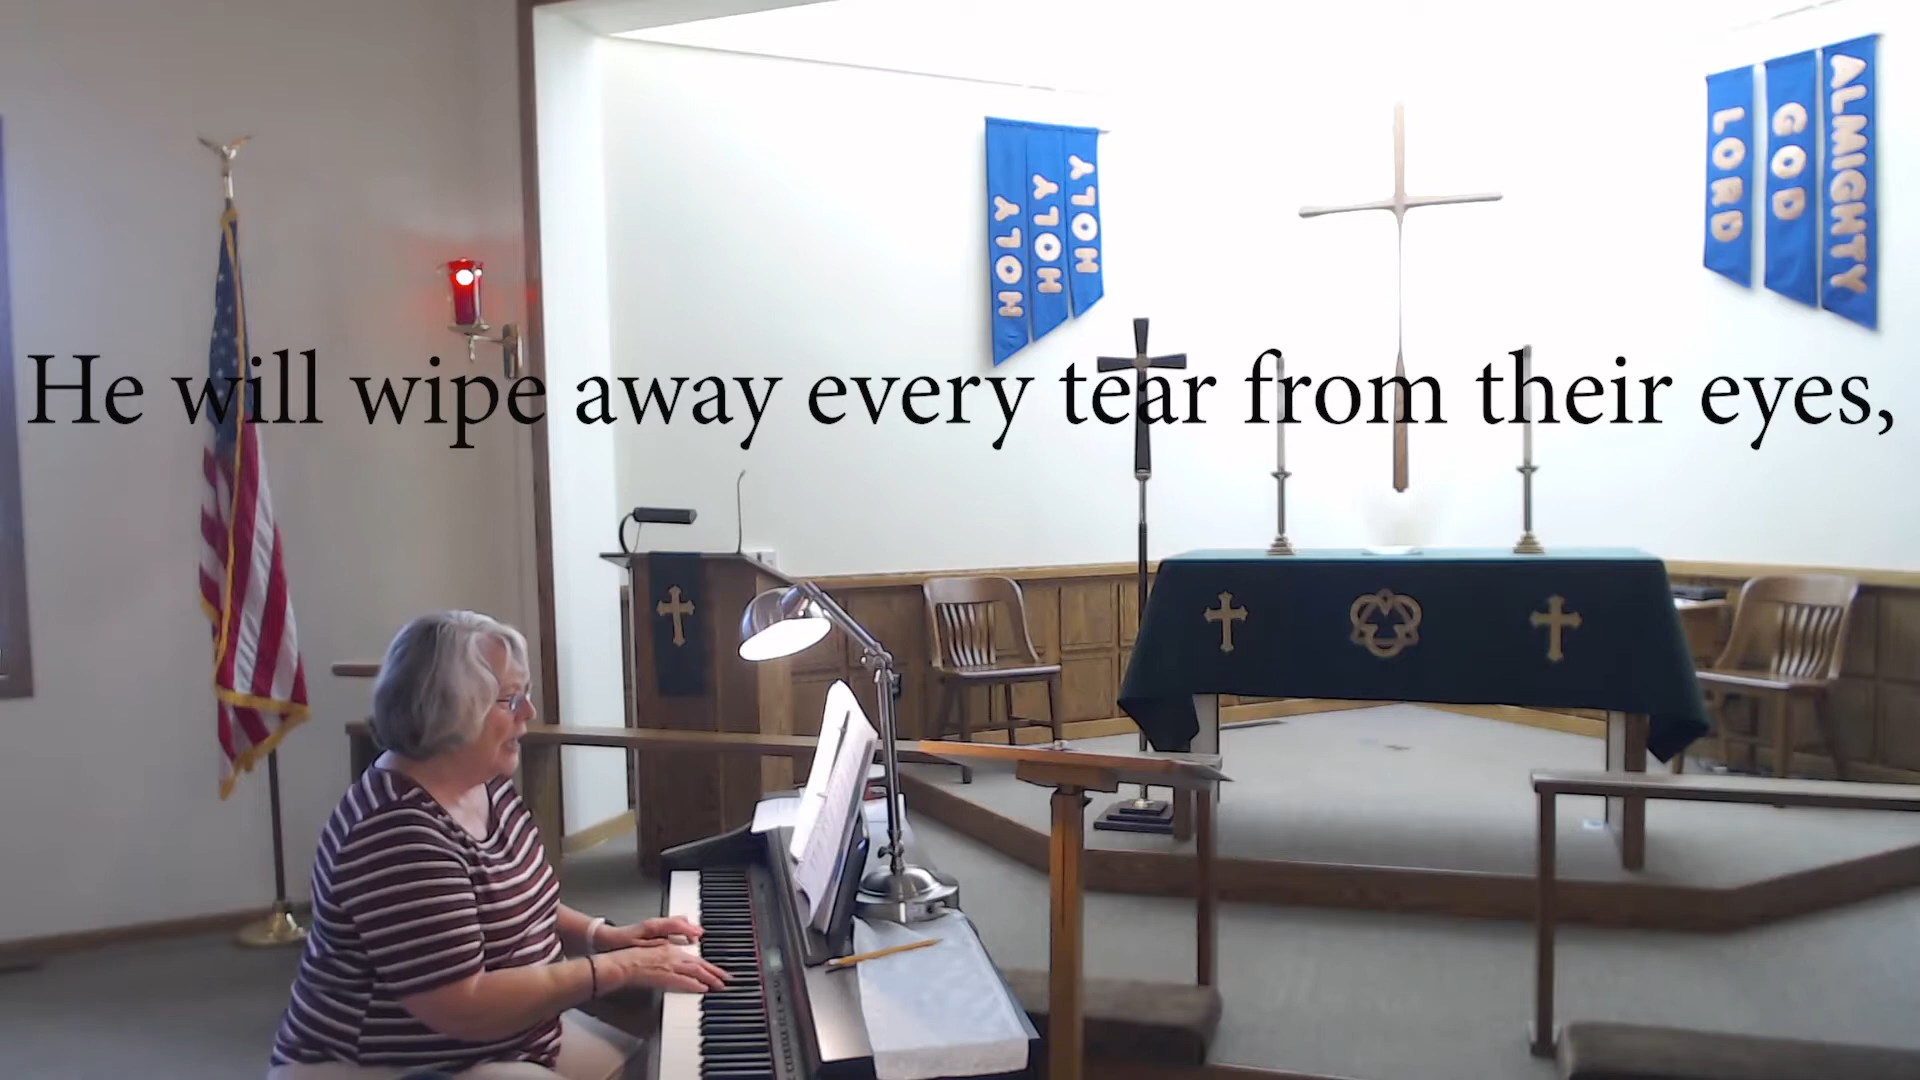 HOLY
HOLY
HOLY
LORD
GOD
ALMIGHTY
He will wipe away every tear from their eyes,